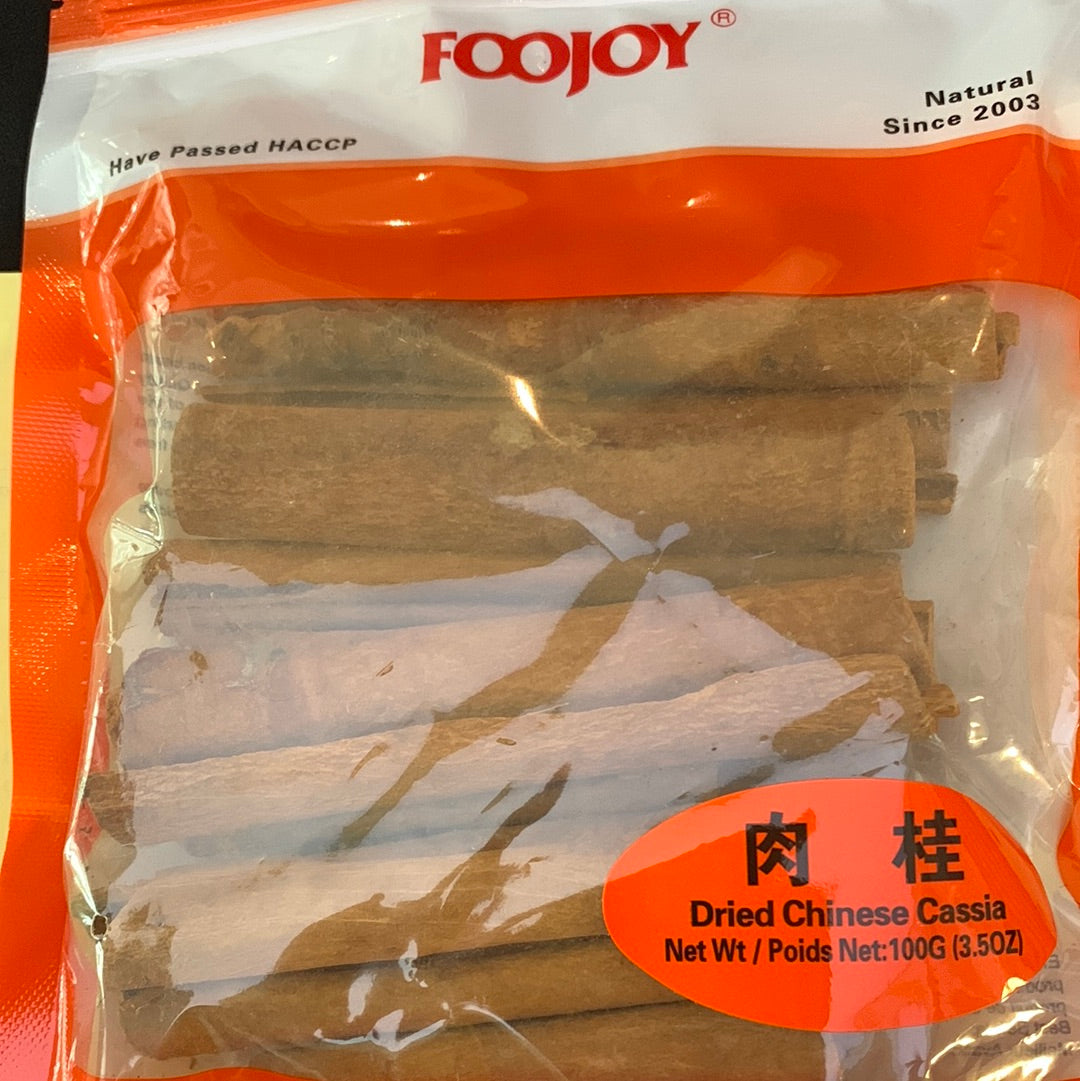 FOOJOY®
Natural
Since 2003
Have Passed HACCP
肉 桂
Dried Chinese Cassia
Net Wt / Poids Net:100G (3.5OZ)